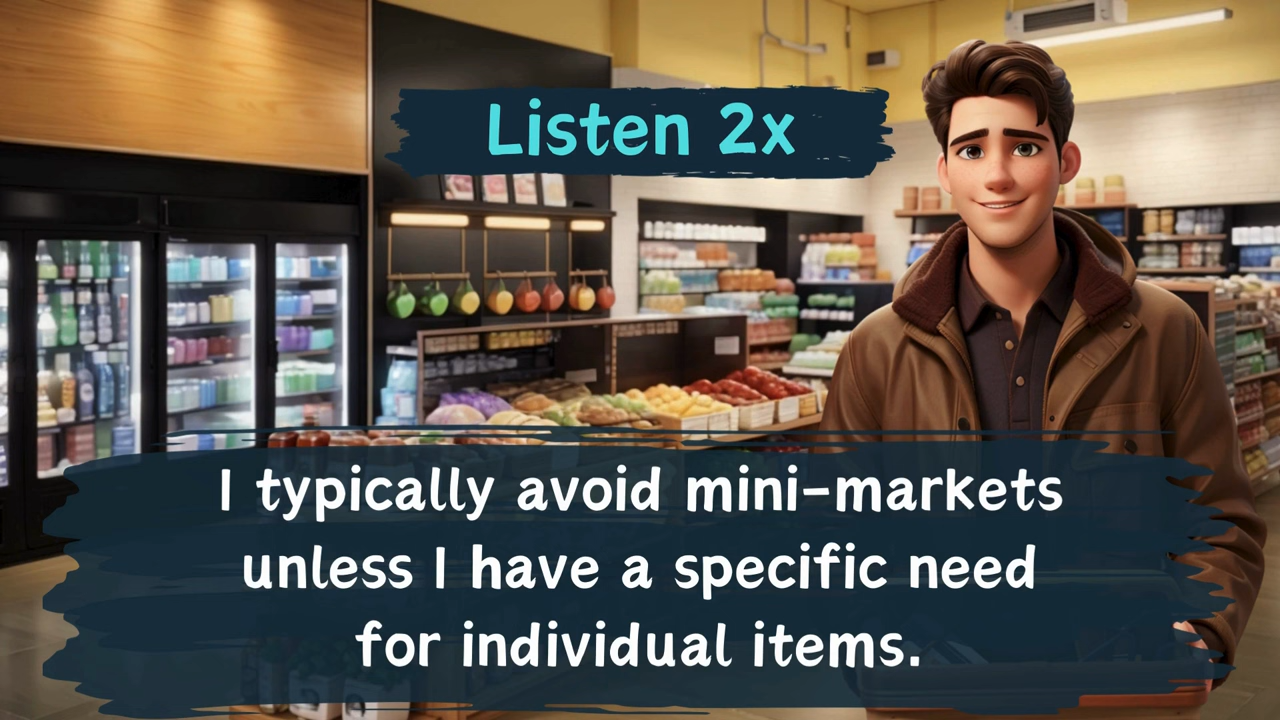 Listen 2x
I typically avoid mini-markets
unless I have a specific need
for individual items.